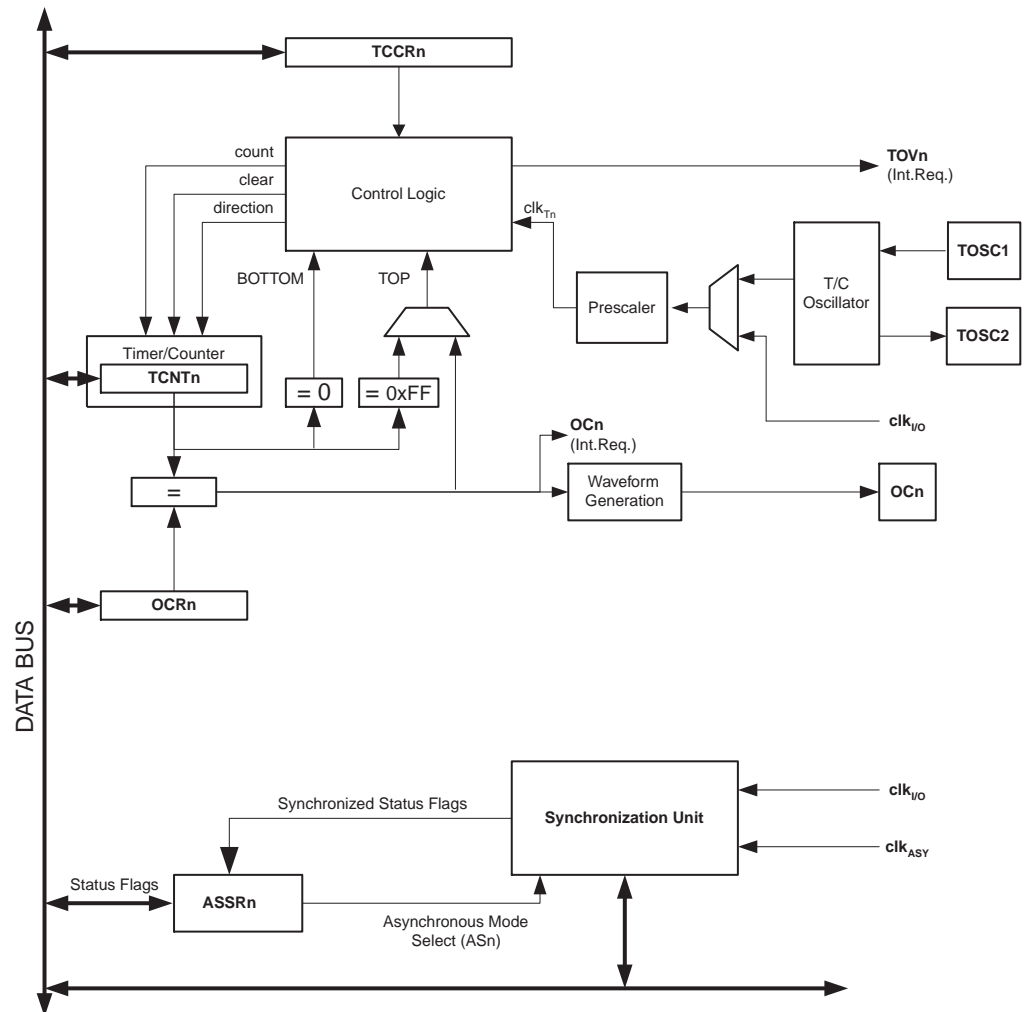 TCCRn
count
clear
direction
Control Logic
TOVn
(Int.Req.)
clkTn
BOTTOM
TOP
TOSC1
T/C
Oscillator
Prescaler
TOSC2
Timer/Counter
TCNTn
= 0
= 0xFF
clkI/O
OCn
(Int.Req.)
=
Waveform
Generation
OCn
OCRn
DATA BUS
Synchronized Status Flags
Synchronization Unit
clkI/O
clkASY
Status Flags
ASSRn
Asynchronous Mode
Select (ASn)